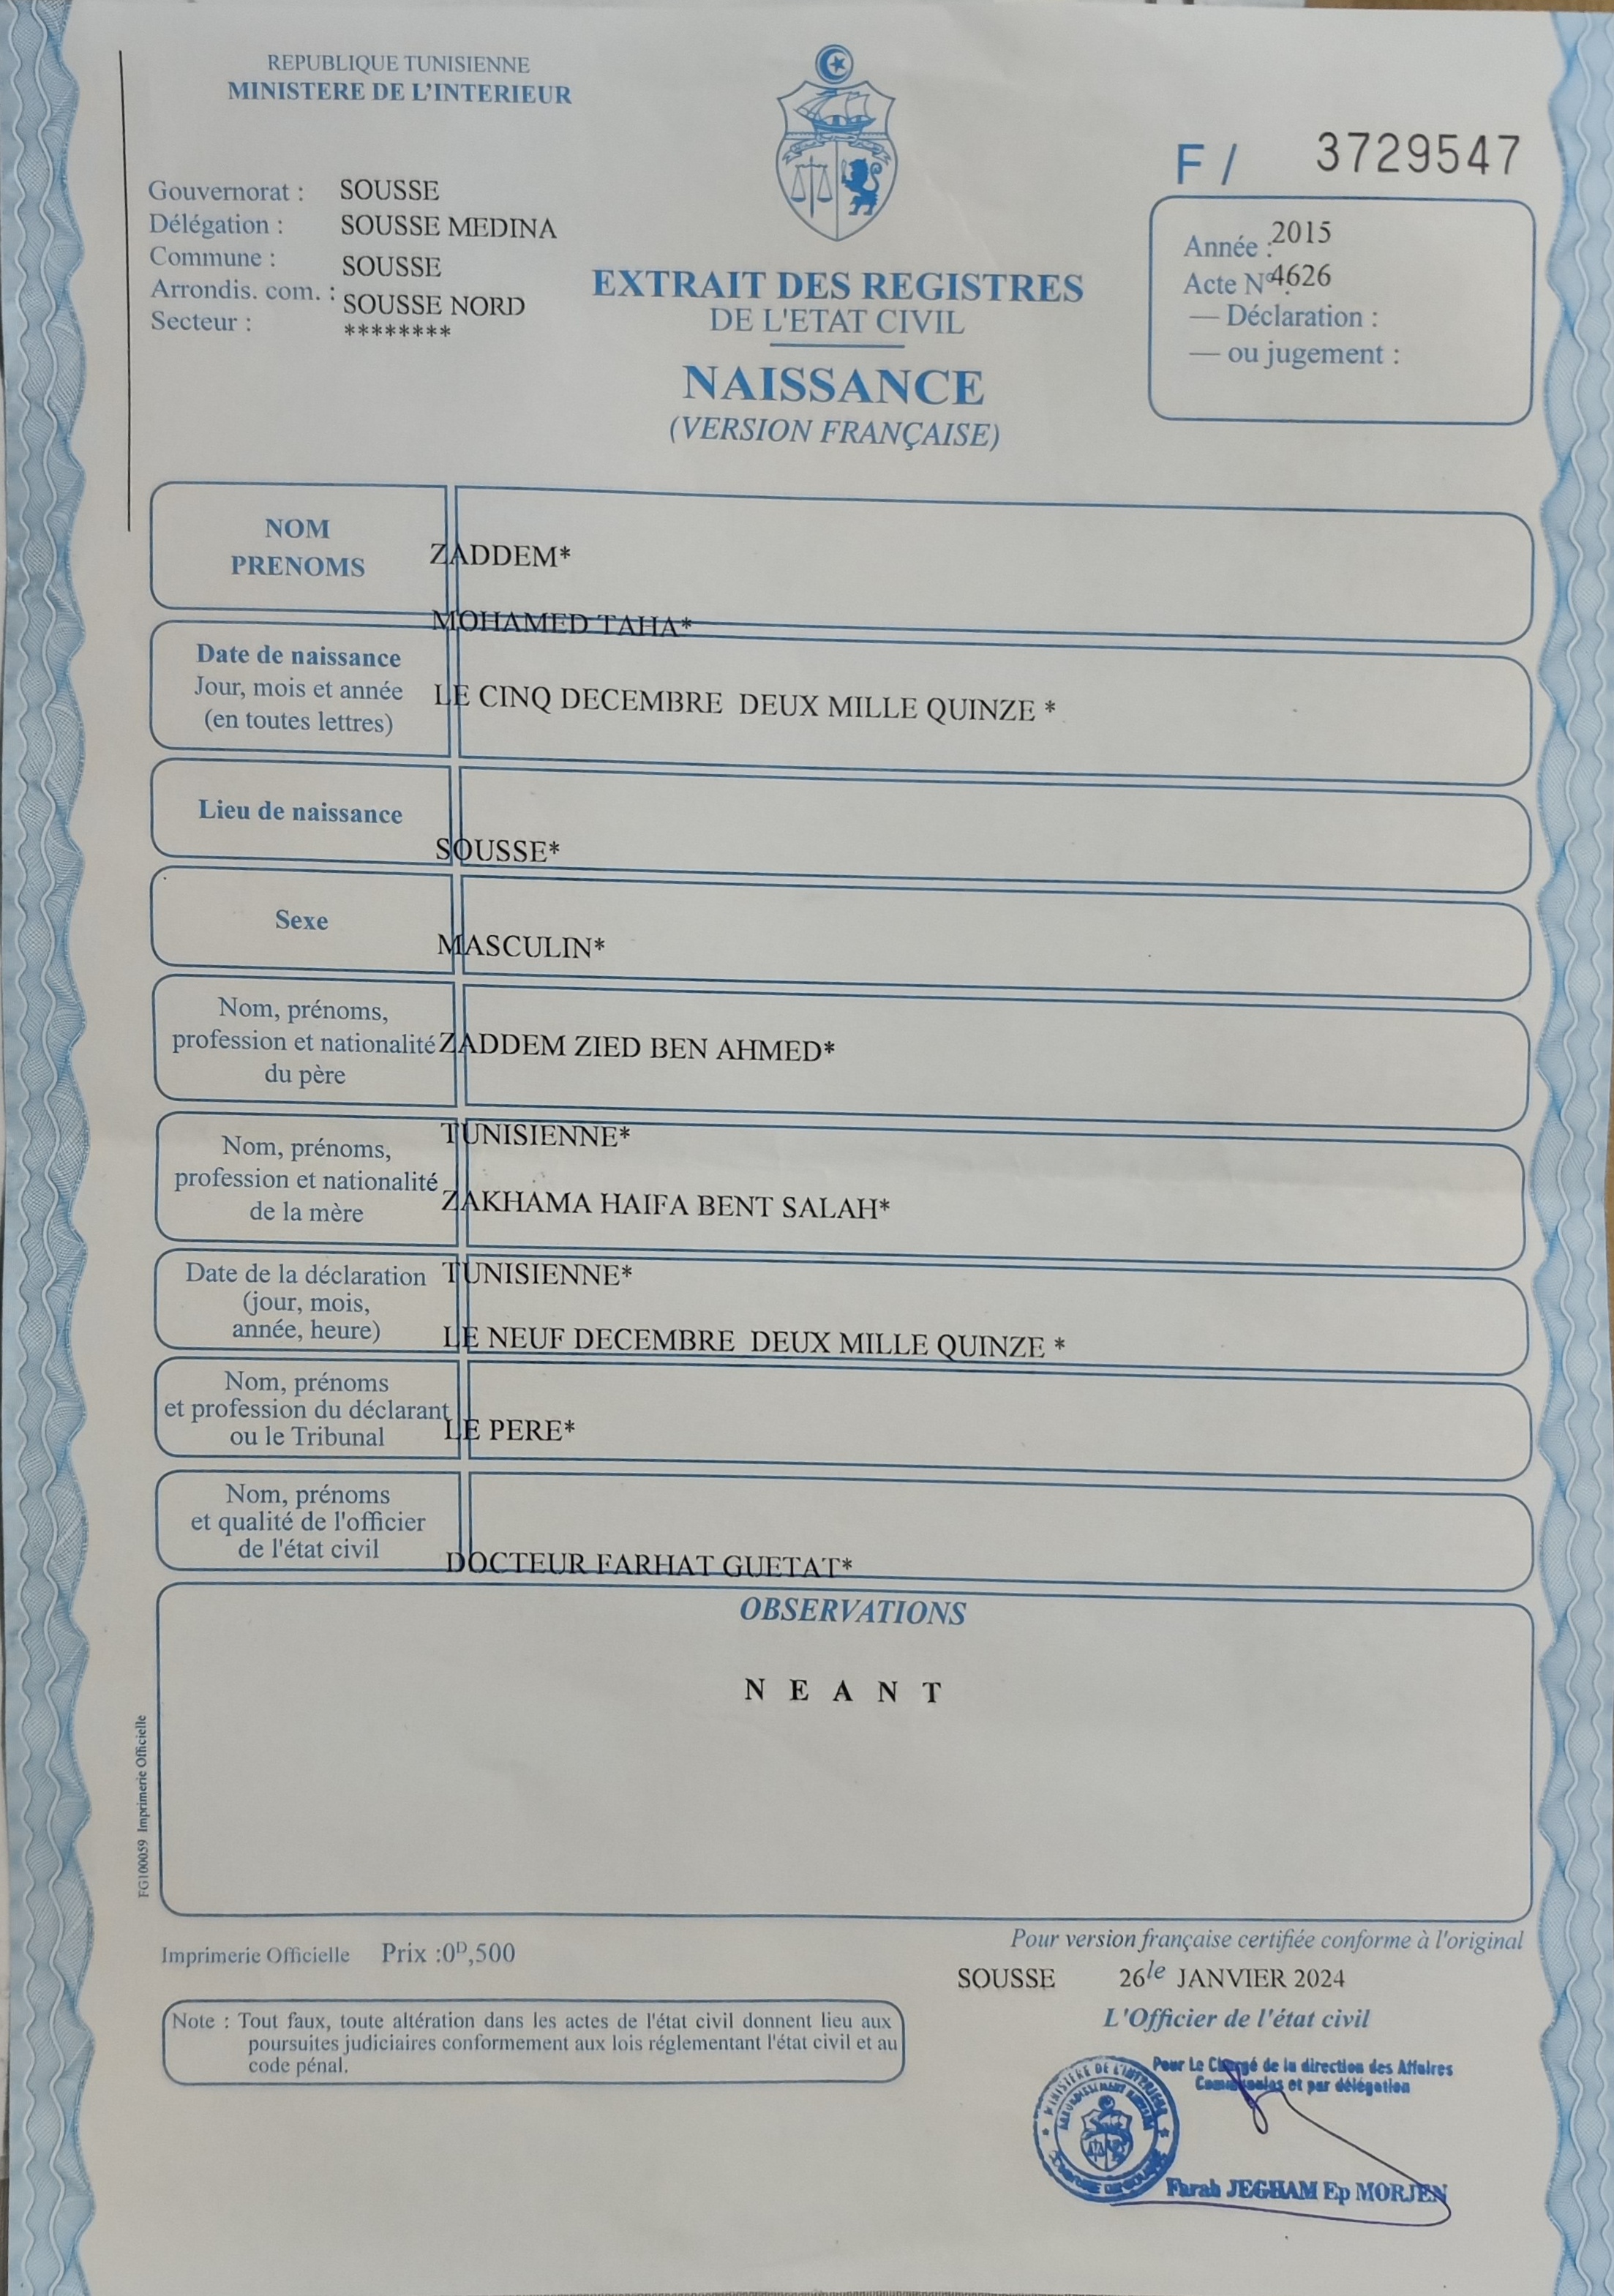 REPUBLIQUE TUNISIENNE
MINISTERE DE L'INTERIEUR
Gouvernorat : SOUSSE
Délégation : SOUSSE MEDINA
Commune : SOUSSE
Arrondis. com. : SOUSSE NORD
Secteur : ********
F / 3729547
Année : 2015
Acte N° 4626
— Déclaration :
— ou jugement :
EXTRAIT DES REGISTRES
DE L'ETAT CIVIL
NAISSANCE
(VERSION FRANÇAISE)
NOM
PRENOMS
ZADDEM*
MOHAMED TAHA*
Date de naissance
Jour, mois et année
(en toutes lettres)
LE CINQ DECEMBRE DEUX MILLE QUINZE *
Lieu de naissance
SOUSSE*
Sexe
MASCULIN*
Nom, prénoms,
profession et nationalité
du père
ZADDEM ZIED BEN AHMED*
TUNISIENNE*
Nom, prénoms,
profession et nationalité
de la mère
ZAKHAMA HAIFA BENT SALAH*
TUNISIENNE*
Date de la déclaration
(jour, mois,
année, heure)
LE NEUF DECEMBRE DEUX MILLE QUINZE *
Nom, prénoms
et profession du déclarant
ou le Tribunal
LE PERE*
Nom, prénoms
et qualité de l'officier
de l'état civil
DOCTEUR FARHAT GUETAT*
OBSERVATIONS
N E A N T
FG100059 Imprimerie Officielle
Imprimerie Officielle Prix :0ᴰ,500
Pour version française certifiée conforme à l'original
SOUSSE 26 le JANVIER 2024
L'Officier de l'état civil
Note : Tout faux, toute altération dans les actes de l'état civil donnent lieu aux
poursuites judiciaires conformement aux lois réglementant l'état civil et au
code pénal.
Pour Le Chargé de la direction des Affaires
Communales et par délégation
MINISTERE DE L'INTERIEUR
Farah JEGHAM Ep MORJEN